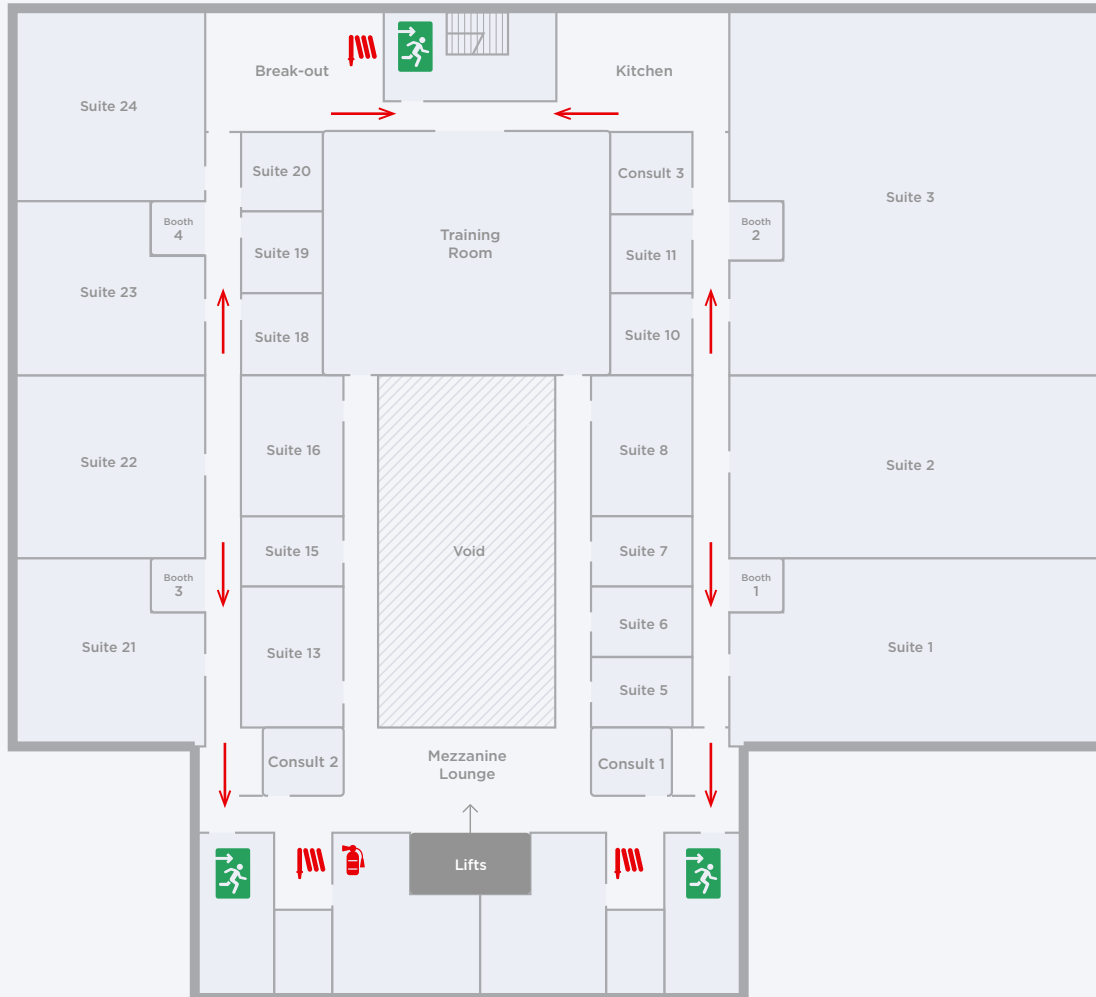 Break-out
Kitchen
Suite 24
Suite 20
Consult 3
Suite 3
Booth
4
Booth
2
Training
Room
Suite 19
Suite 11
Suite 23
Suite 18
Suite 10
Suite 22
Suite 16
Suite 8
Suite 2
Suite 15
Void
Suite 7
Booth
3
Booth
1
Suite 6
Suite 21
Suite 13
Suite 1
Suite 5
Consult 2
Mezzanine
Lounge
Consult 1
Lifts